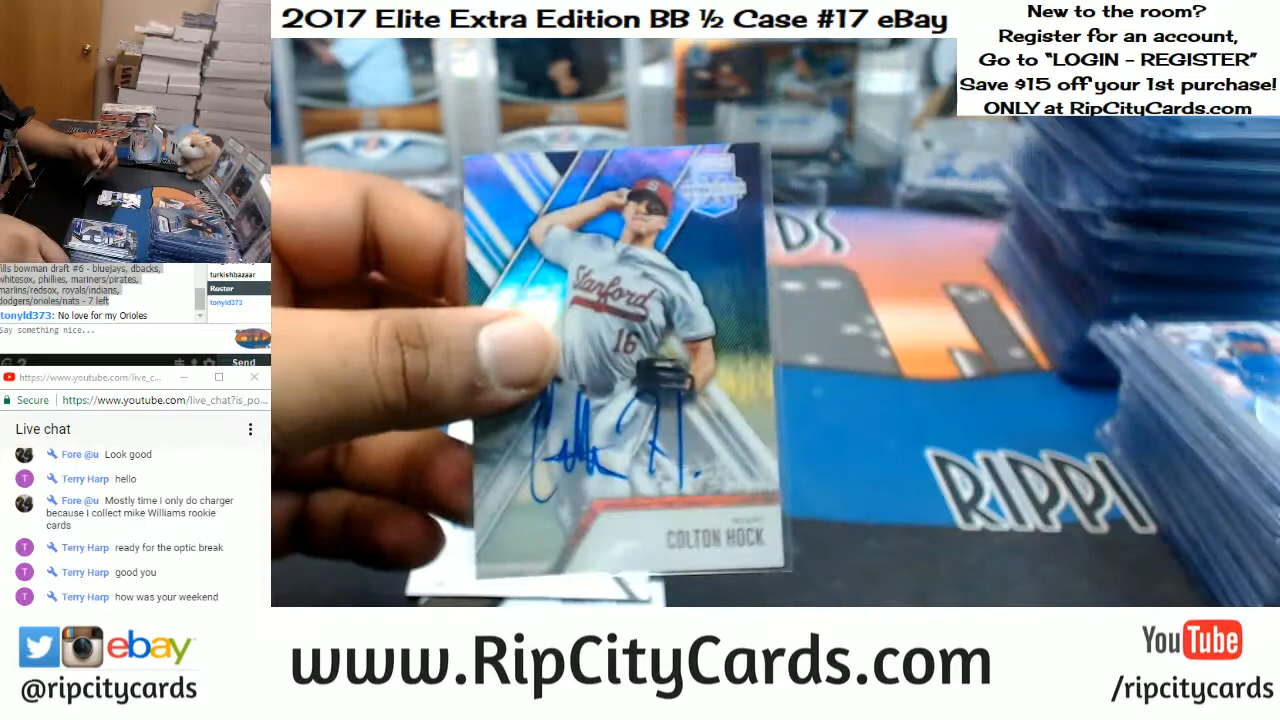 2017 Elite Extra Edition BB ½ Case #17 eBay
New to the room?
Register for an account,
Go to “LOGIN - REGISTER”
Save $15 off your 1st purchase!
ONLY at RipCityCards.com
fills bowman draft #6 - bluejays, dbacks,
whitesox, phillies, mariners/pirates,
marlins/redsox, royals/indians,
dodgers/orioles/nats - 7 left
tonyld373: No love for my Orioles
Say something nice...
Send
turkishbazaar
Roster
tonyld373
https://www.youtube.com/live_c...
Secure https://www.youtube.com/live_chat?is_po...
Live chat
Fore @u Look good
T Terry Harp hello
Fore @u Mostly time I only do charger
because I collect mike Williams rookie
cards
T Terry Harp ready for the optic break
T Terry Harp good you
T Terry Harp how was your weekend
Stanford
16
COLTON HOCK
DS
RIPPI
ebay
@ripcitycards
www.RipCityCards.com
YouTube
/ripcitycards